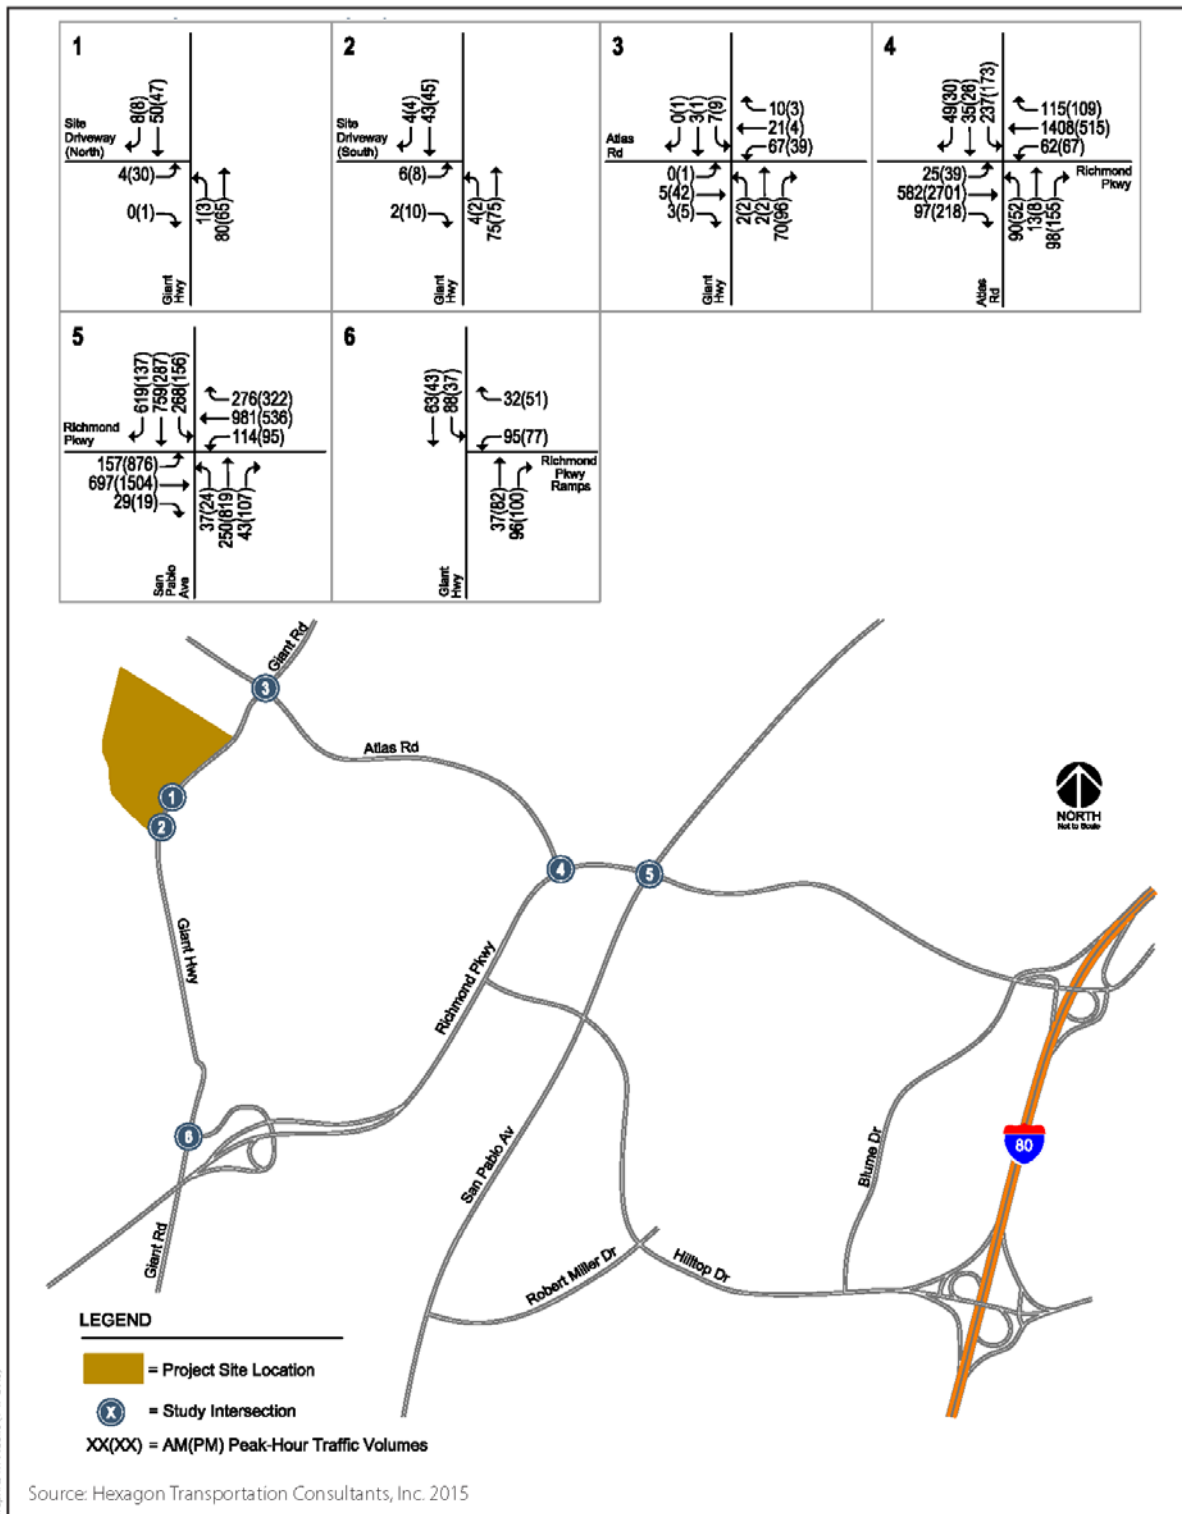 1
8(8)
50(47)
Site
Driveway
(North)
4(30)
0(1)
1(3)
80(65)
Giant
Hwy
2
4(4)
43(45)
Site
Driveway
(South)
6(8)
2(10)
4(2)
75(75)
Giant
Hwy
3
0(1)
3(1)
7(9)
10(3)
21(4)
67(39)
Atlas
Rd
0(1)
5(42)
3(5)
2(2)
2(2)
70(96)
Giant
Hwy
4
49(30)
35(26)
237(173)
115(109)
1408(515)
62(67)
25(39)
582(2701)
97(218)
Richmond
Pkwy
90(52)
13(8)
98(155)
Atlas
Rd
5
619(137)
759(287)
268(156)
276(322)
981(536)
114(95)
Richmond
Pkwy
157(876)
697(1504)
29(19)
37(24)
250(819)
43(107)
San
Pablo
Ave
6
63(43)
88(37)
32(51)
95(77)
Richmond
Pkwy
Ramps
37(82)
96(100)
Giant
Hwy
Giant Rd
3
Atlas Rd
1
2
NORTH
Not to Scale
4
5
Giant Hwy
Richmond Pkwy
6
San Pablo Av
Blume Dr
80
Giant Rd
Robert Miller Dr
Hilltop Dr
LEGEND
= Project Site Location
X
= Study Intersection
XX(XX) = AM(PM) Peak-Hour Traffic Volumes
Source: Hexagon Transportation Consultants, Inc. 2015